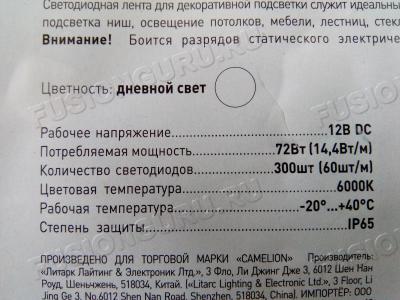 Светодиодная лента для декоративной подсветки служит идеальны
подсветка ниш, освещение потолков, мебели, лестниц, стекл
Внимание! Боится разрядов статического электриче
Цветность: дневной свет
Рабочее напряжение 12В DC
Потребляемая мощность 72Вт (14,4Вт/м)
Количество светодиодов 300шт (60шт/м)
Цветовая температура 6000K
Рабочая температура -20°...+40°C
Степень защиты IP65
ПРОИЗВЕДЕНО ДЛЯ ТОРГОВОЙ МАРКИ «CAMELION» Производитель:
«Литарк Лайтинг & Электроник Лтд.», 3 Фло, Ли Джинг Дже 3, 6012 Шен Нан
Роуд, Шеньчжень, 518034, Китай. («Litarc Lighting & Electronic Ltd.», 3 Floor, Li
Jing Ge 3. No.6012 Shen Nan Road, Shenzhen, 518034, China). ИМПОРТЁР: ООО
FUSIONGURU.RU